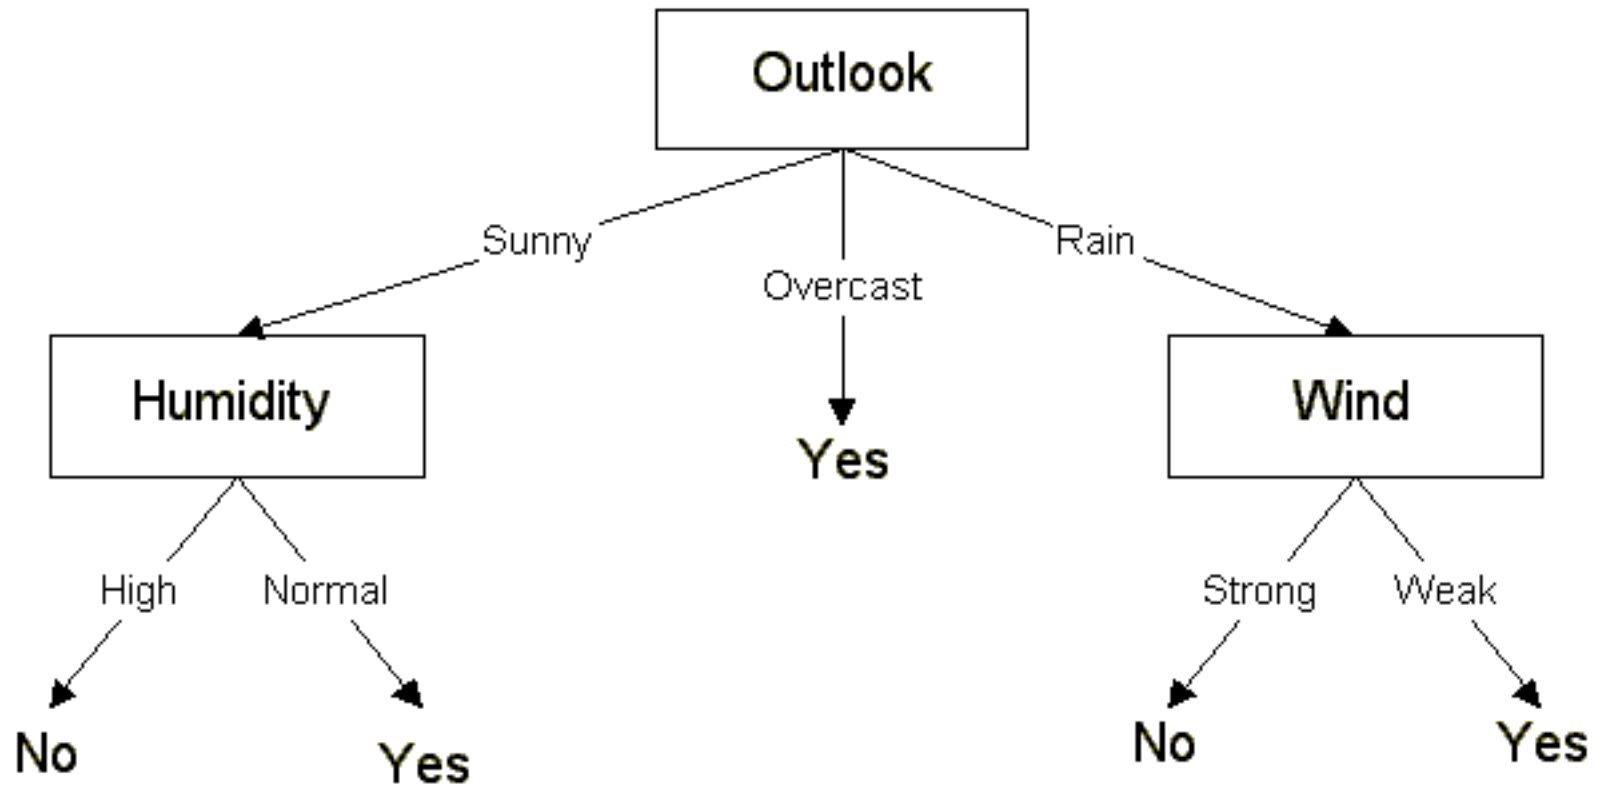 Outlook
Sunny
Overcast
Rain
Humidity
Yes
Wind
High
Normal
Strong
Weak
No
Yes
No
Yes